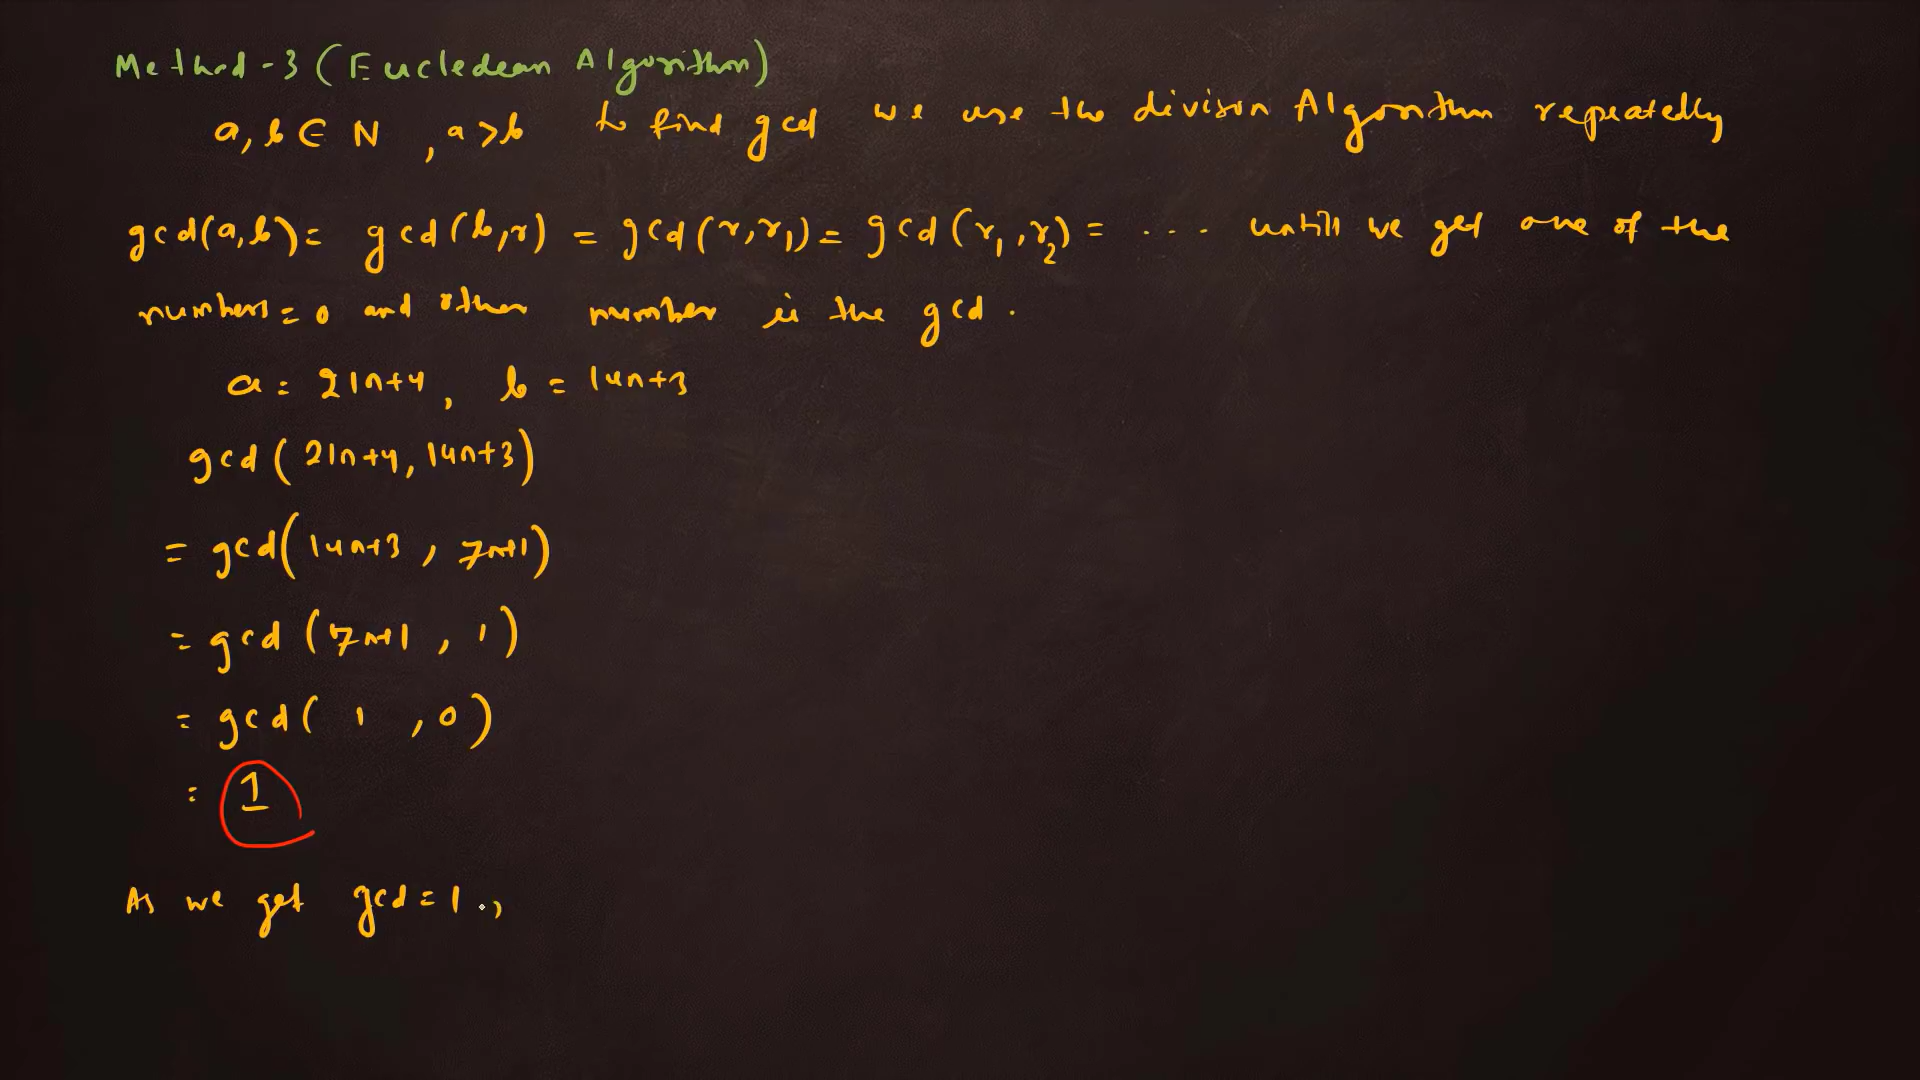 Method-3 (Eucledean Algorithm)
a, b ∈ N , a > b to find gcd we use the divison Algorithm repeatedly
gcd(a,b) = gcd(b,r) = gcd(r,r₁) = gcd(r₁,r₂) = .... untill we get one of the
numbers = 0 and other number is the gcd .
a = 21n+4 , b = 14n+3
gcd ( 21n+4, 14n+3)
= gcd( 14n+3 , 7n+1)
= gcd ( 7n+1 , 1)
= gcd( 1 , 0)
= 1
As we get gcd = 1 . ,